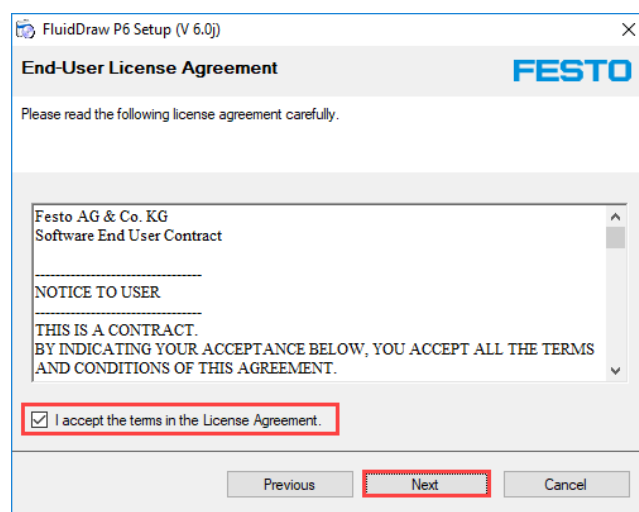 FluidDraw P6 Setup (V 6.0j)
End-User License Agreement
FESTO
Please read the following license agreement carefully.
Festo AG & Co. KG
Software End User Contract
---------------------------------
NOTICE TO USER
---------------------------------
THIS IS A CONTRACT.
BY INDICATING YOUR ACCEPTANCE BELOW, YOU ACCEPT ALL THE TERMS
AND CONDITIONS OF THIS AGREEMENT.
I accept the terms in the License Agreement.
Previous
Next
Cancel